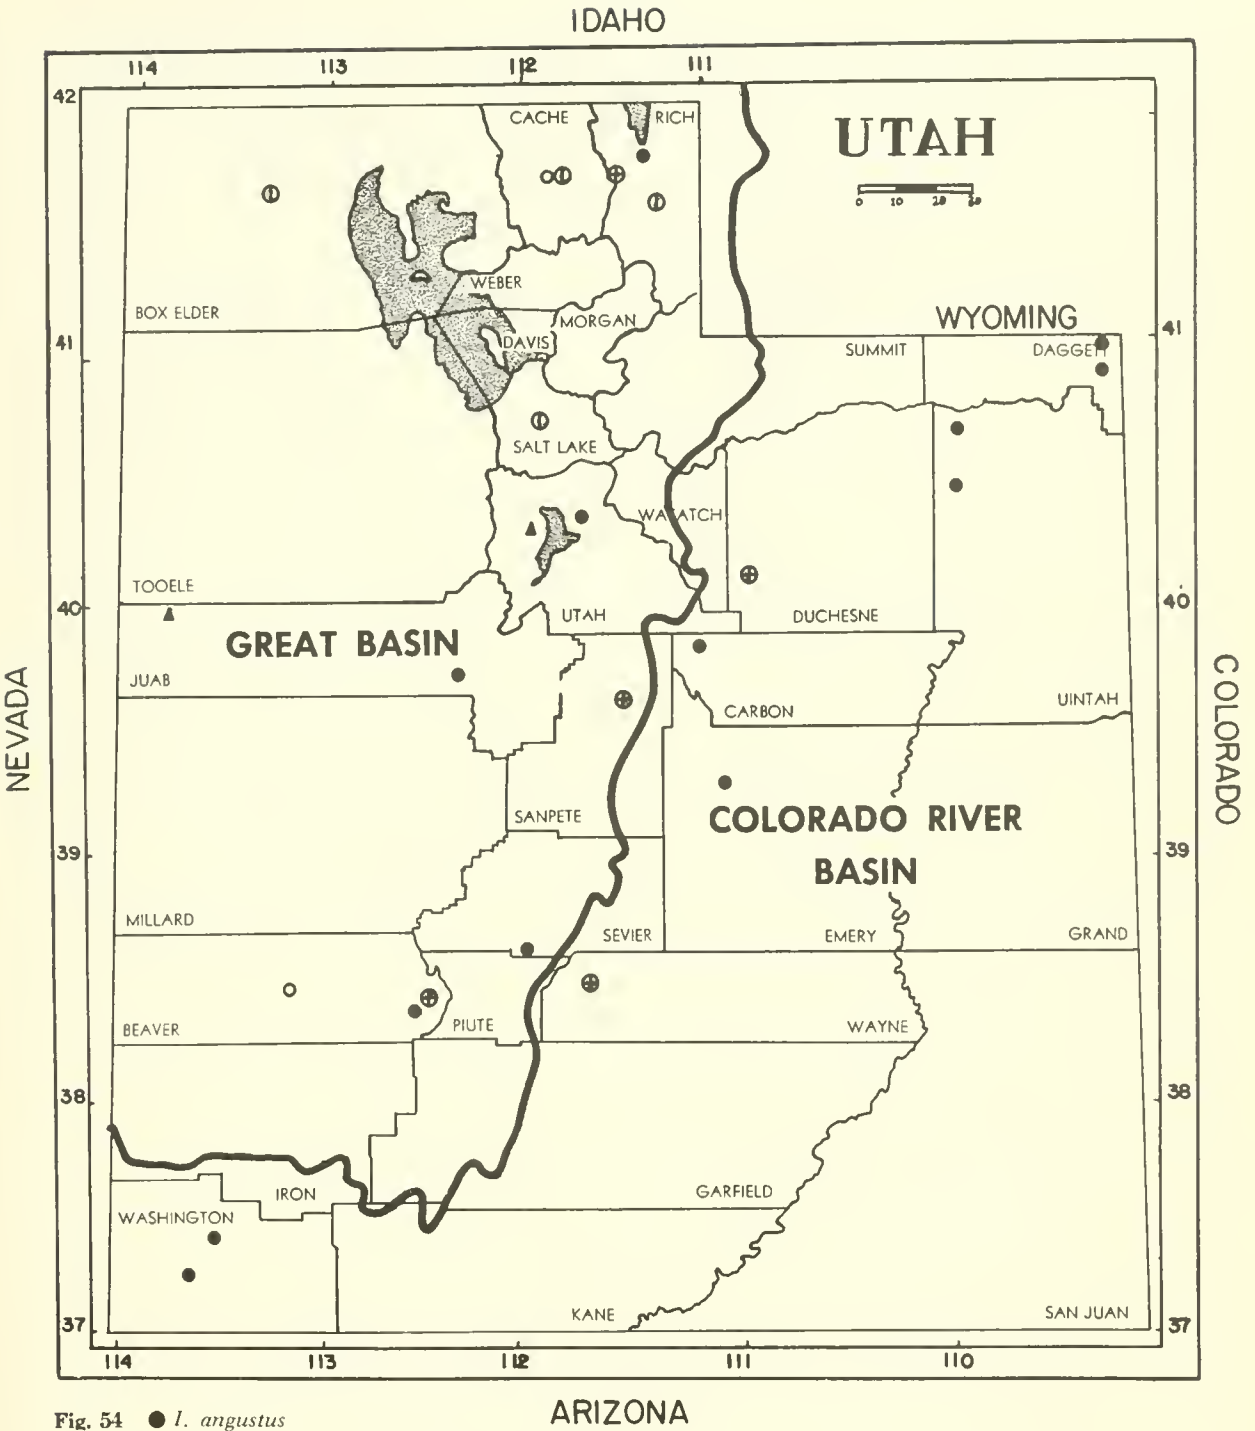 IDAHO
114 113 112 111
42
CACHE
RICH
UTAH
0 10 20
WEBER
BOX ELDER
MORGAN
WYOMING
41
DAVIS
SUMMIT
41
SALT LAKE
WASATCH
TOOELE
40
UTAH
DUCHESNE
40
GREAT BASIN
JUAB
NEVADA
COLORADO
CARBON
UINTAH
SANPETE
COLORADO RIVER
BASIN
39
39
MILLARD
SEVIER
EMERY
GRAND
BEAVER
PIUTE
WAYNE
38
38
IRON
GARFIELD
WASHINGTON
37
KANE
SAN JUAN
37
114 113 112 111 110
ARIZONA
Fig. 54 ● I. angustus